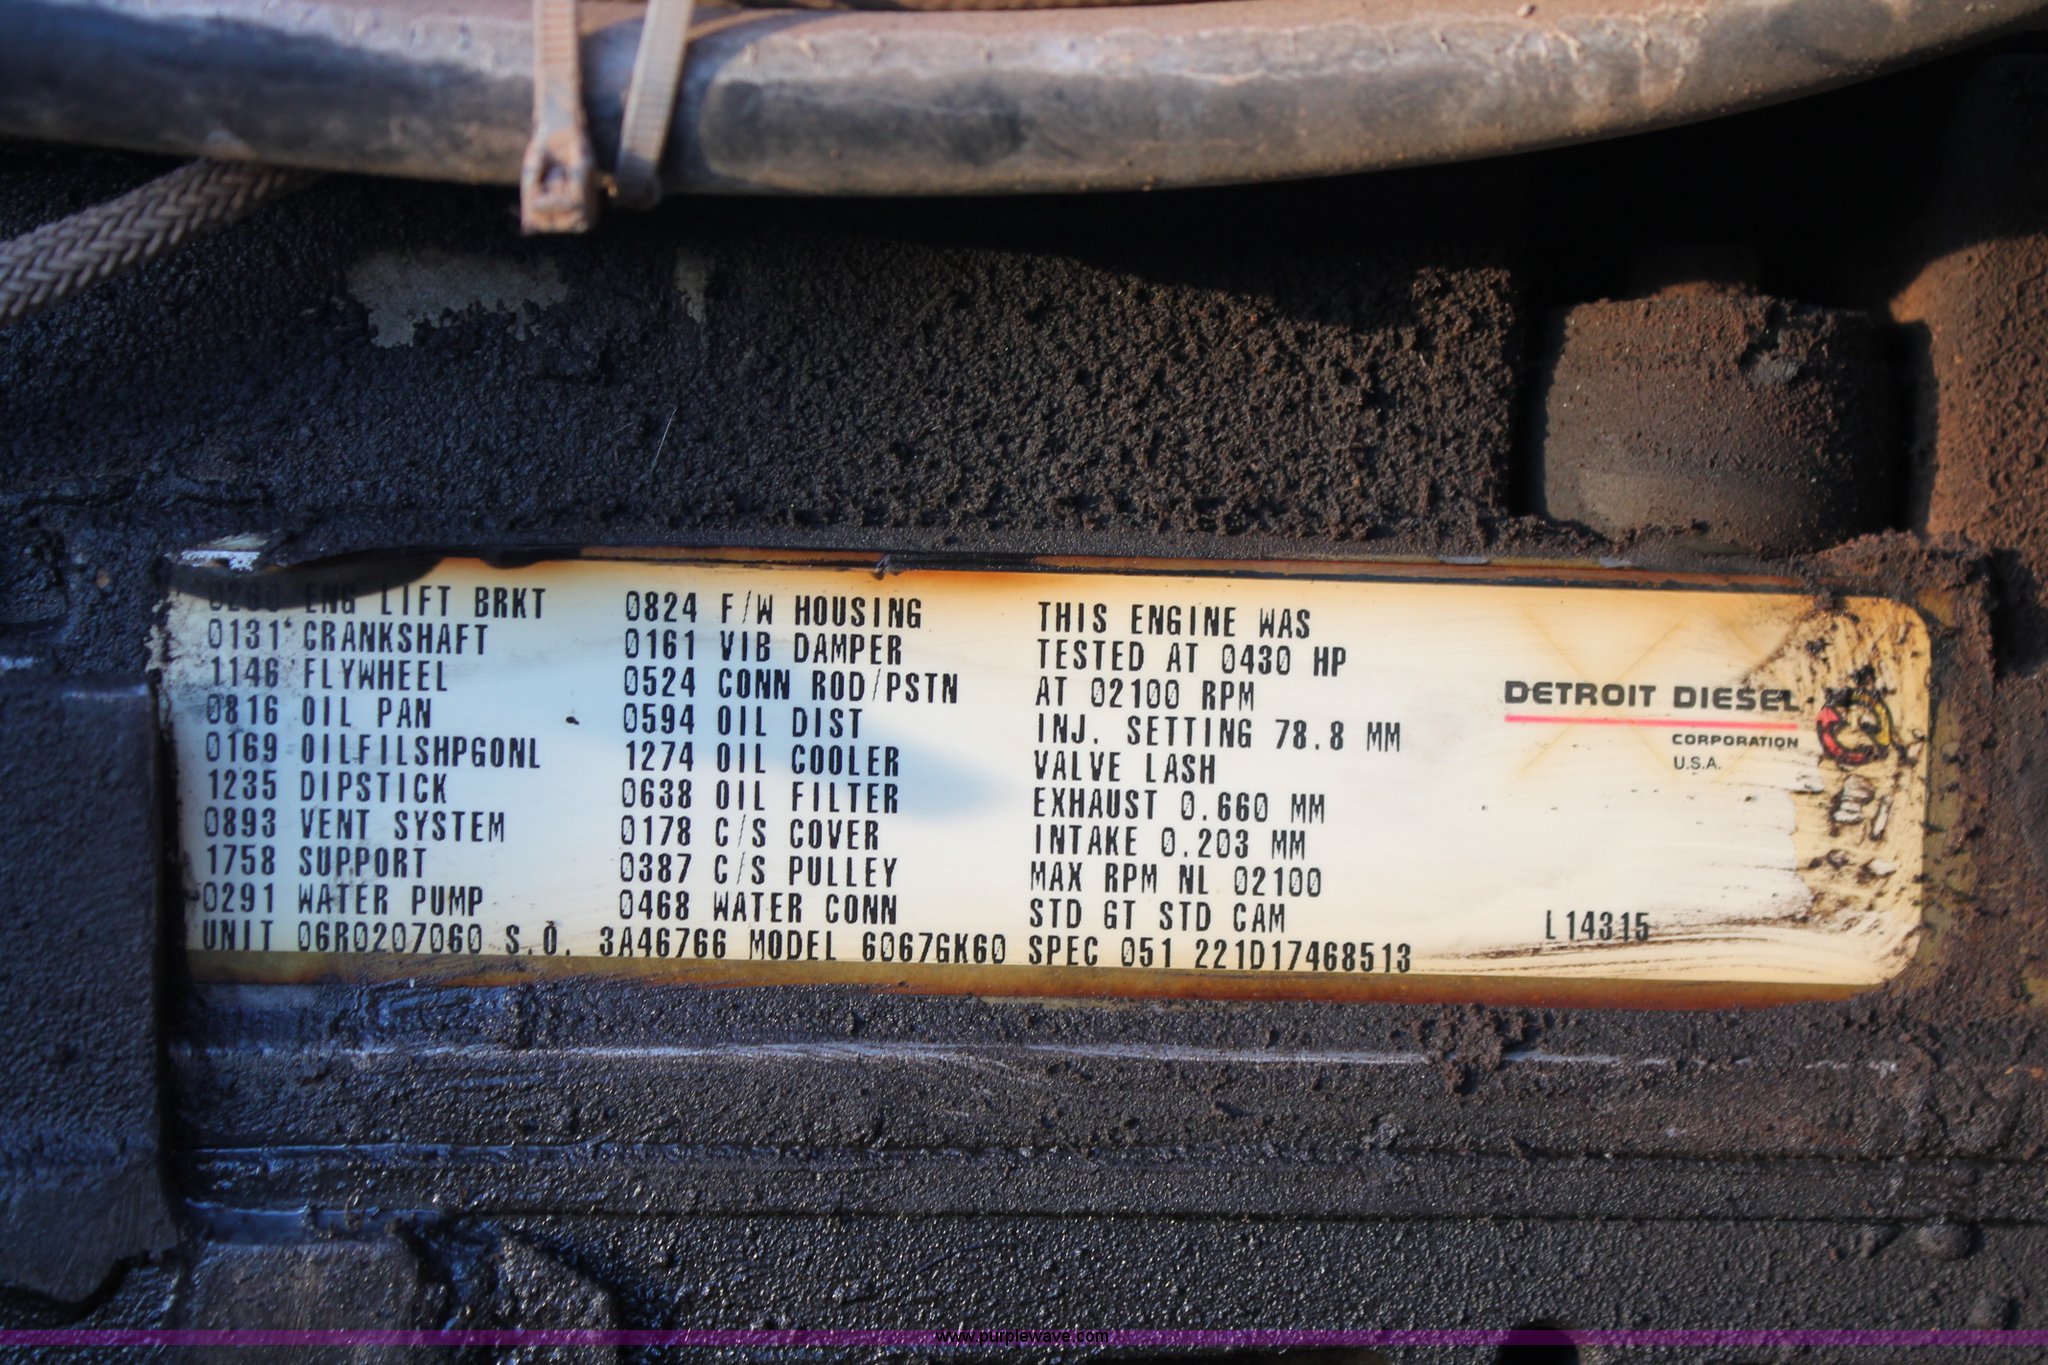 ENG LIFT BRKT 0824 F/W HOUSING THIS ENGINE WAS
0131 CRANKSHAFT 0161 VIB DAMPER TESTED AT 0430 HP
1146 FLYWHEEL 0524 CONN ROD/PSTN AT 02100 RPM
0816 OIL PAN 0594 OIL DIST INJ. SETTING 78.8 MM
0169 OILFILSHPGONL 1274 OIL COOLER VALVE LASH
1235 DIPSTICK 0638 OIL FILTER EXHAUST 0.660 MM
0893 VENT SYSTEM 0178 C/S COVER INTAKE 0.203 MM
1758 SUPPORT 0387 C/S PULLEY MAX RPM NL 02100
0291 WATER PUMP 0468 WATER CONN STD GT STD CAM
UNIT 06R0207060 S.O. 3A46766 MODEL 6067GK60 SPEC 051 221D17468513
DETROIT DIESEL
CORPORATION
U.S.A.
L14315
www.purplewave.com